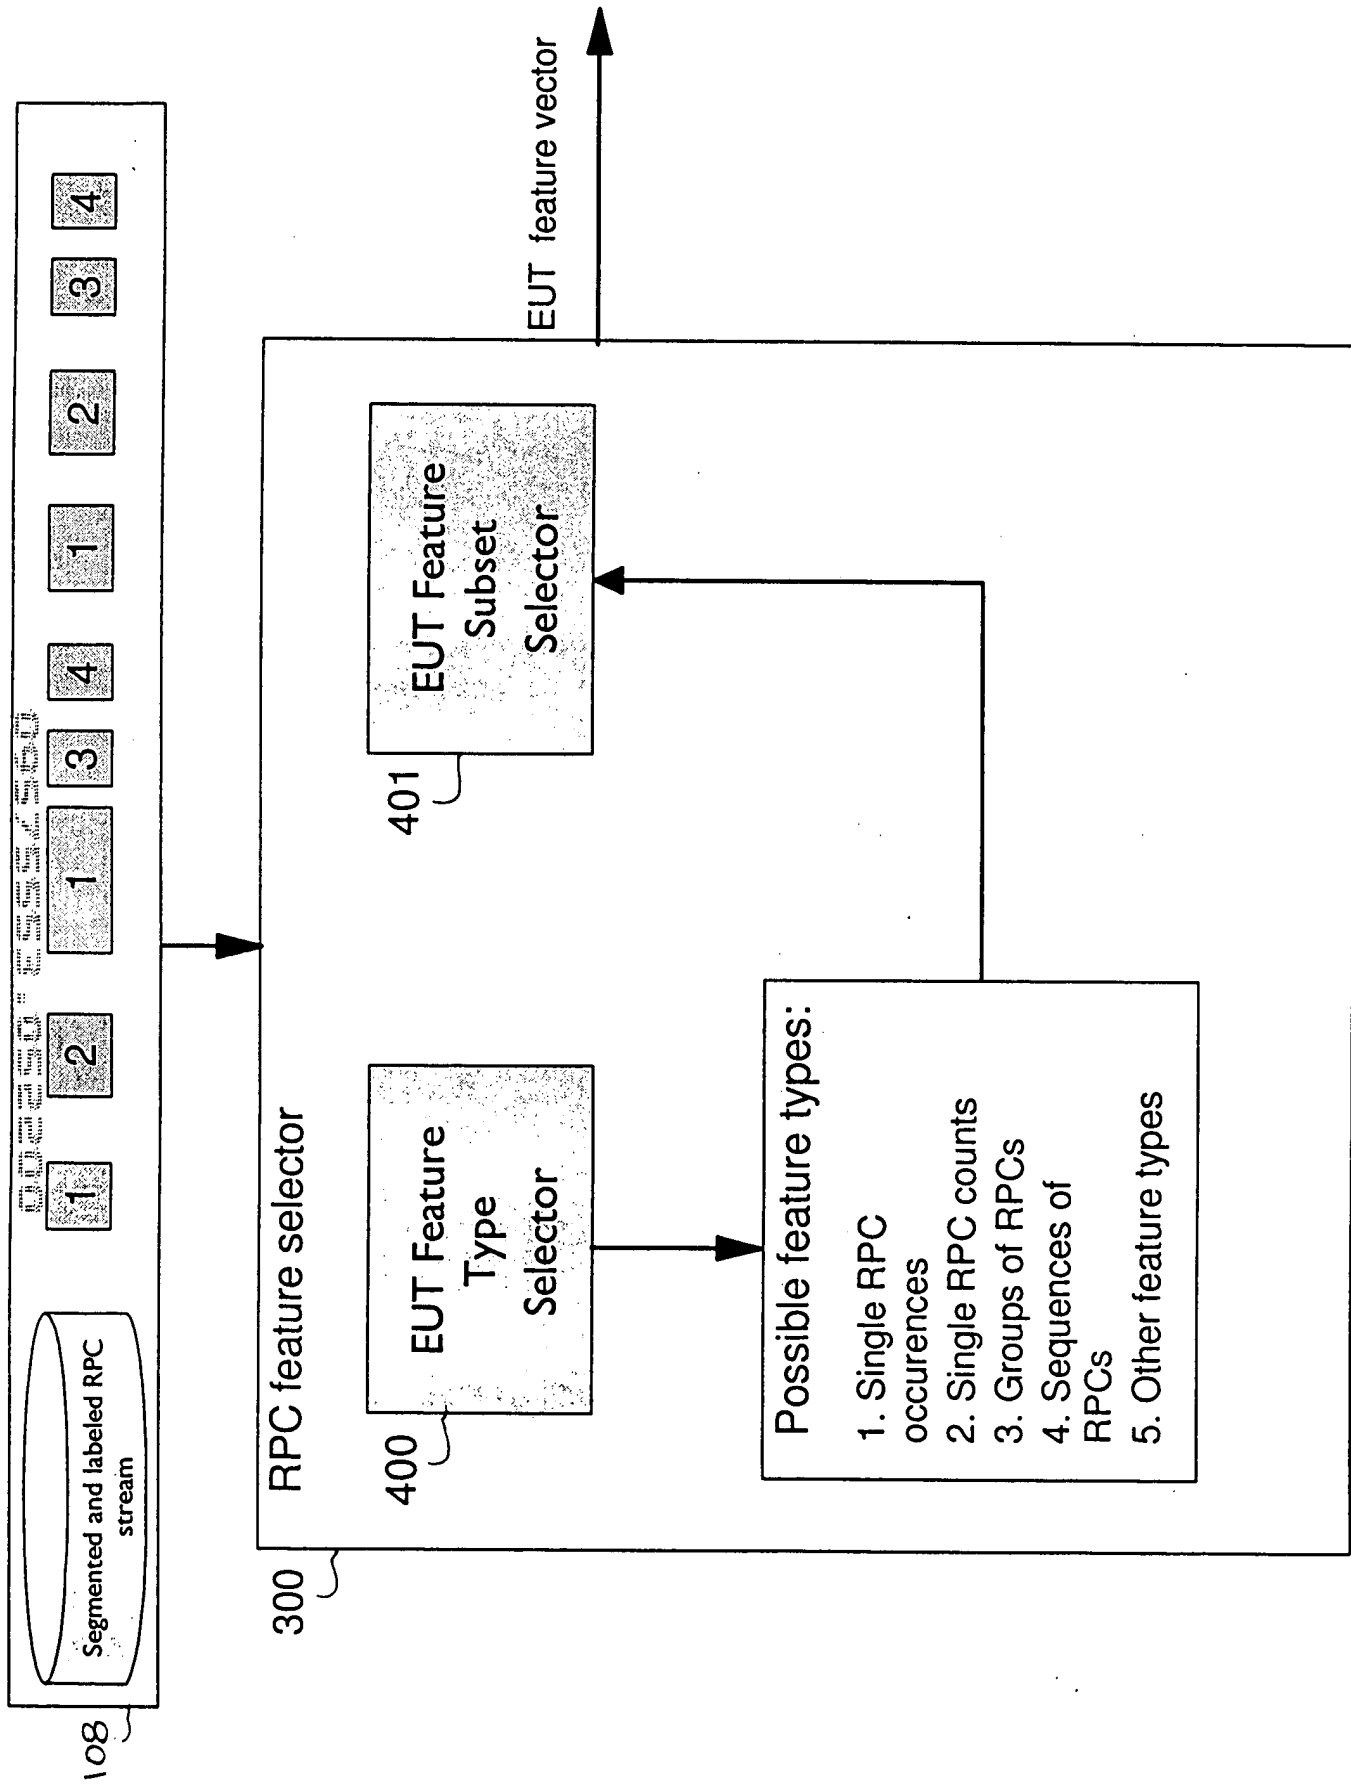 108
Segmented and labeled RPC
stream
1
2
1
3
4
1
2
3
4
300
RPC feature selector
400
EUT Feature
Type
Selector
401
EUT Feature
Subset
Selector
EUT feature vector
Possible feature types:
1. Single RPC
occurences
2. Single RPC counts
3. Groups of RPCs
4. Sequences of
RPCs
5. Other feature types